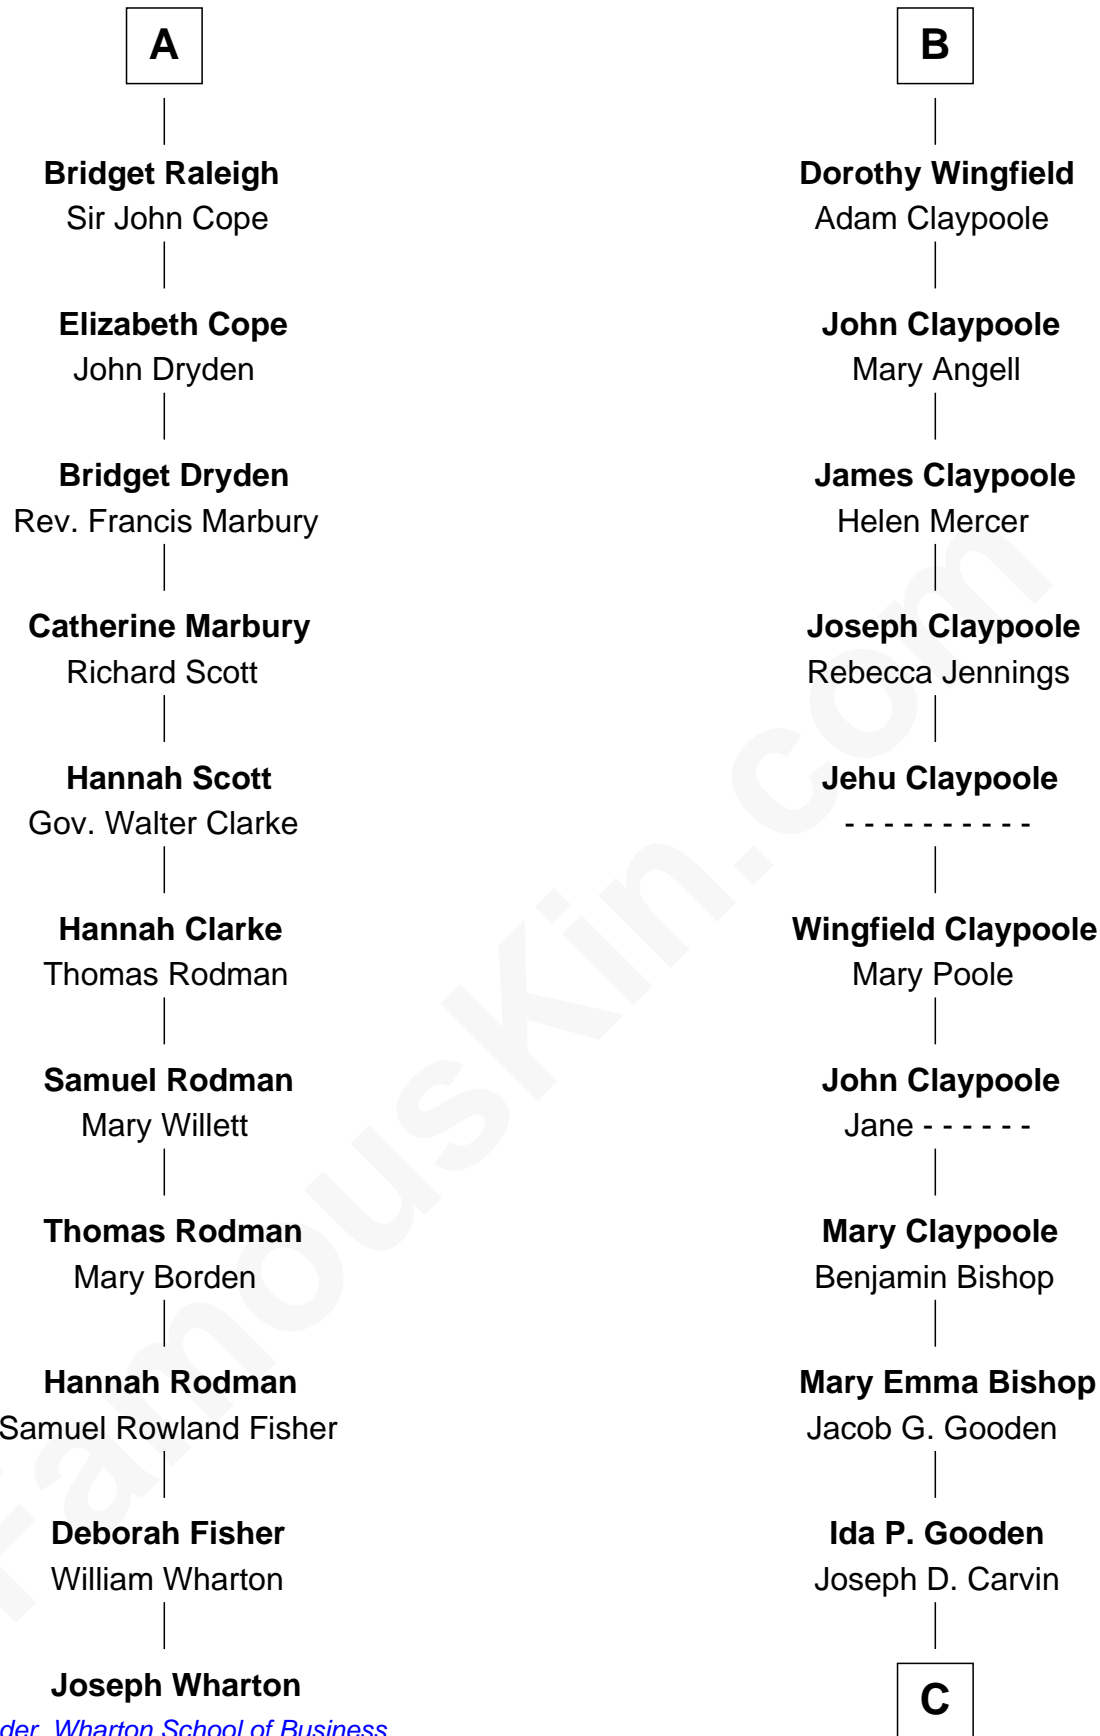 A
Bridget Raleigh
Sir John Cope
Elizabeth Cope
John Dryden
Bridget Dryden
Rev. Francis Marbury
Catherine Marbury
Richard Scott
Hannah Scott
Gov. Walter Clarke
Hannah Clarke
Thomas Rodman
Samuel Rodman
Mary Willett
Thomas Rodman
Mary Borden
Hannah Rodman
Samuel Rowland Fisher
Deborah Fisher
William Wharton
Joseph Wharton
Wharton School of Business
B
Dorothy Wingfield
Adam Claypoole
John Claypoole
Mary Angell
James Claypoole
Helen Mercer
Joseph Claypoole
Rebecca Jennings
Jehu Claypoole
- - - - - - - - - -
Wingfield Claypoole
Mary Poole
John Claypoole
Jane - - - - - -
Mary Claypoole
Benjamin Bishop
Mary Emma Bishop
Jacob G. Gooden
Ida P. Gooden
Joseph D. Carvin
C
FamousKin.com